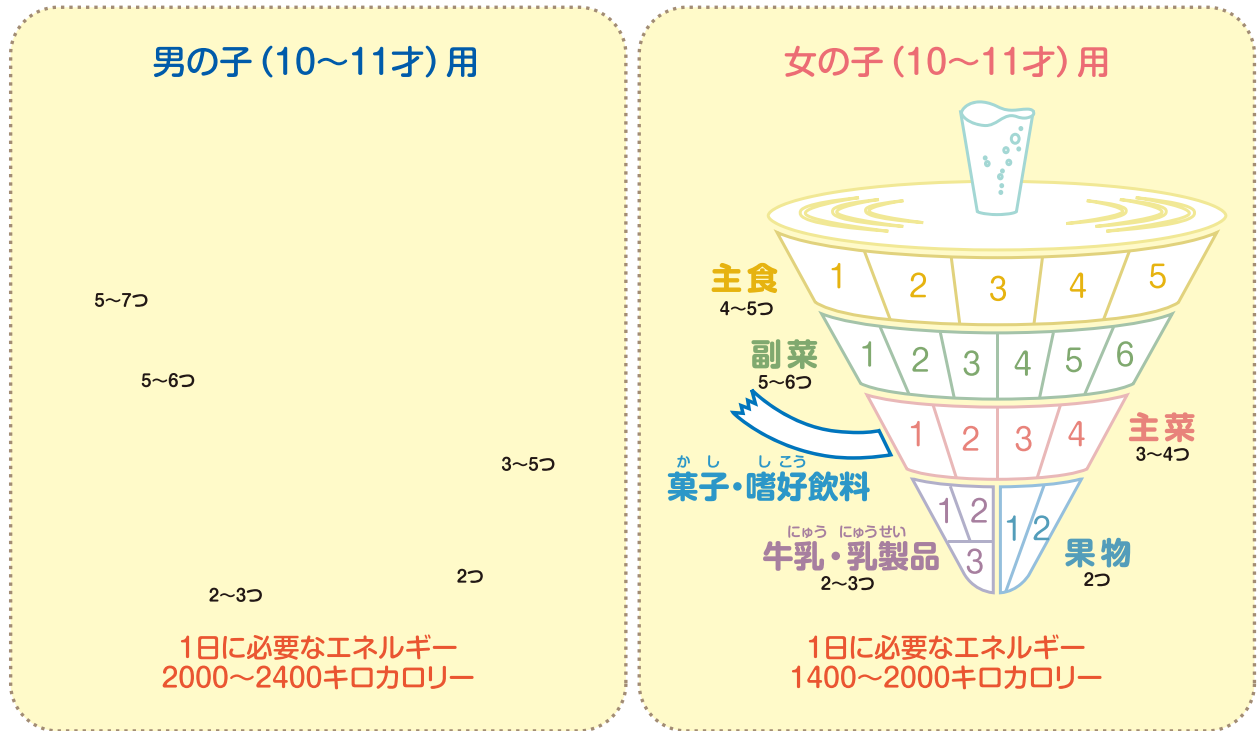 男の子（10～11才）用
5～7つ
5～6つ
3～5つ
2つ
2～3つ
1日に必要なエネルギー
2000～2400キロカロリー
女の子（10～11才）用
主食
4～5つ
1 2 3 4 5
副菜
5～6つ
1 2 3 4 5 6
主菜
3～4つ
1 2 3 4
か し し こう
菓子・嗜好飲料
にゅう にゅうせい
牛乳・乳製品
2～3つ
1 2
3
1 2
果物
2つ
1日に必要なエネルギー
1400～2000キロカロリー